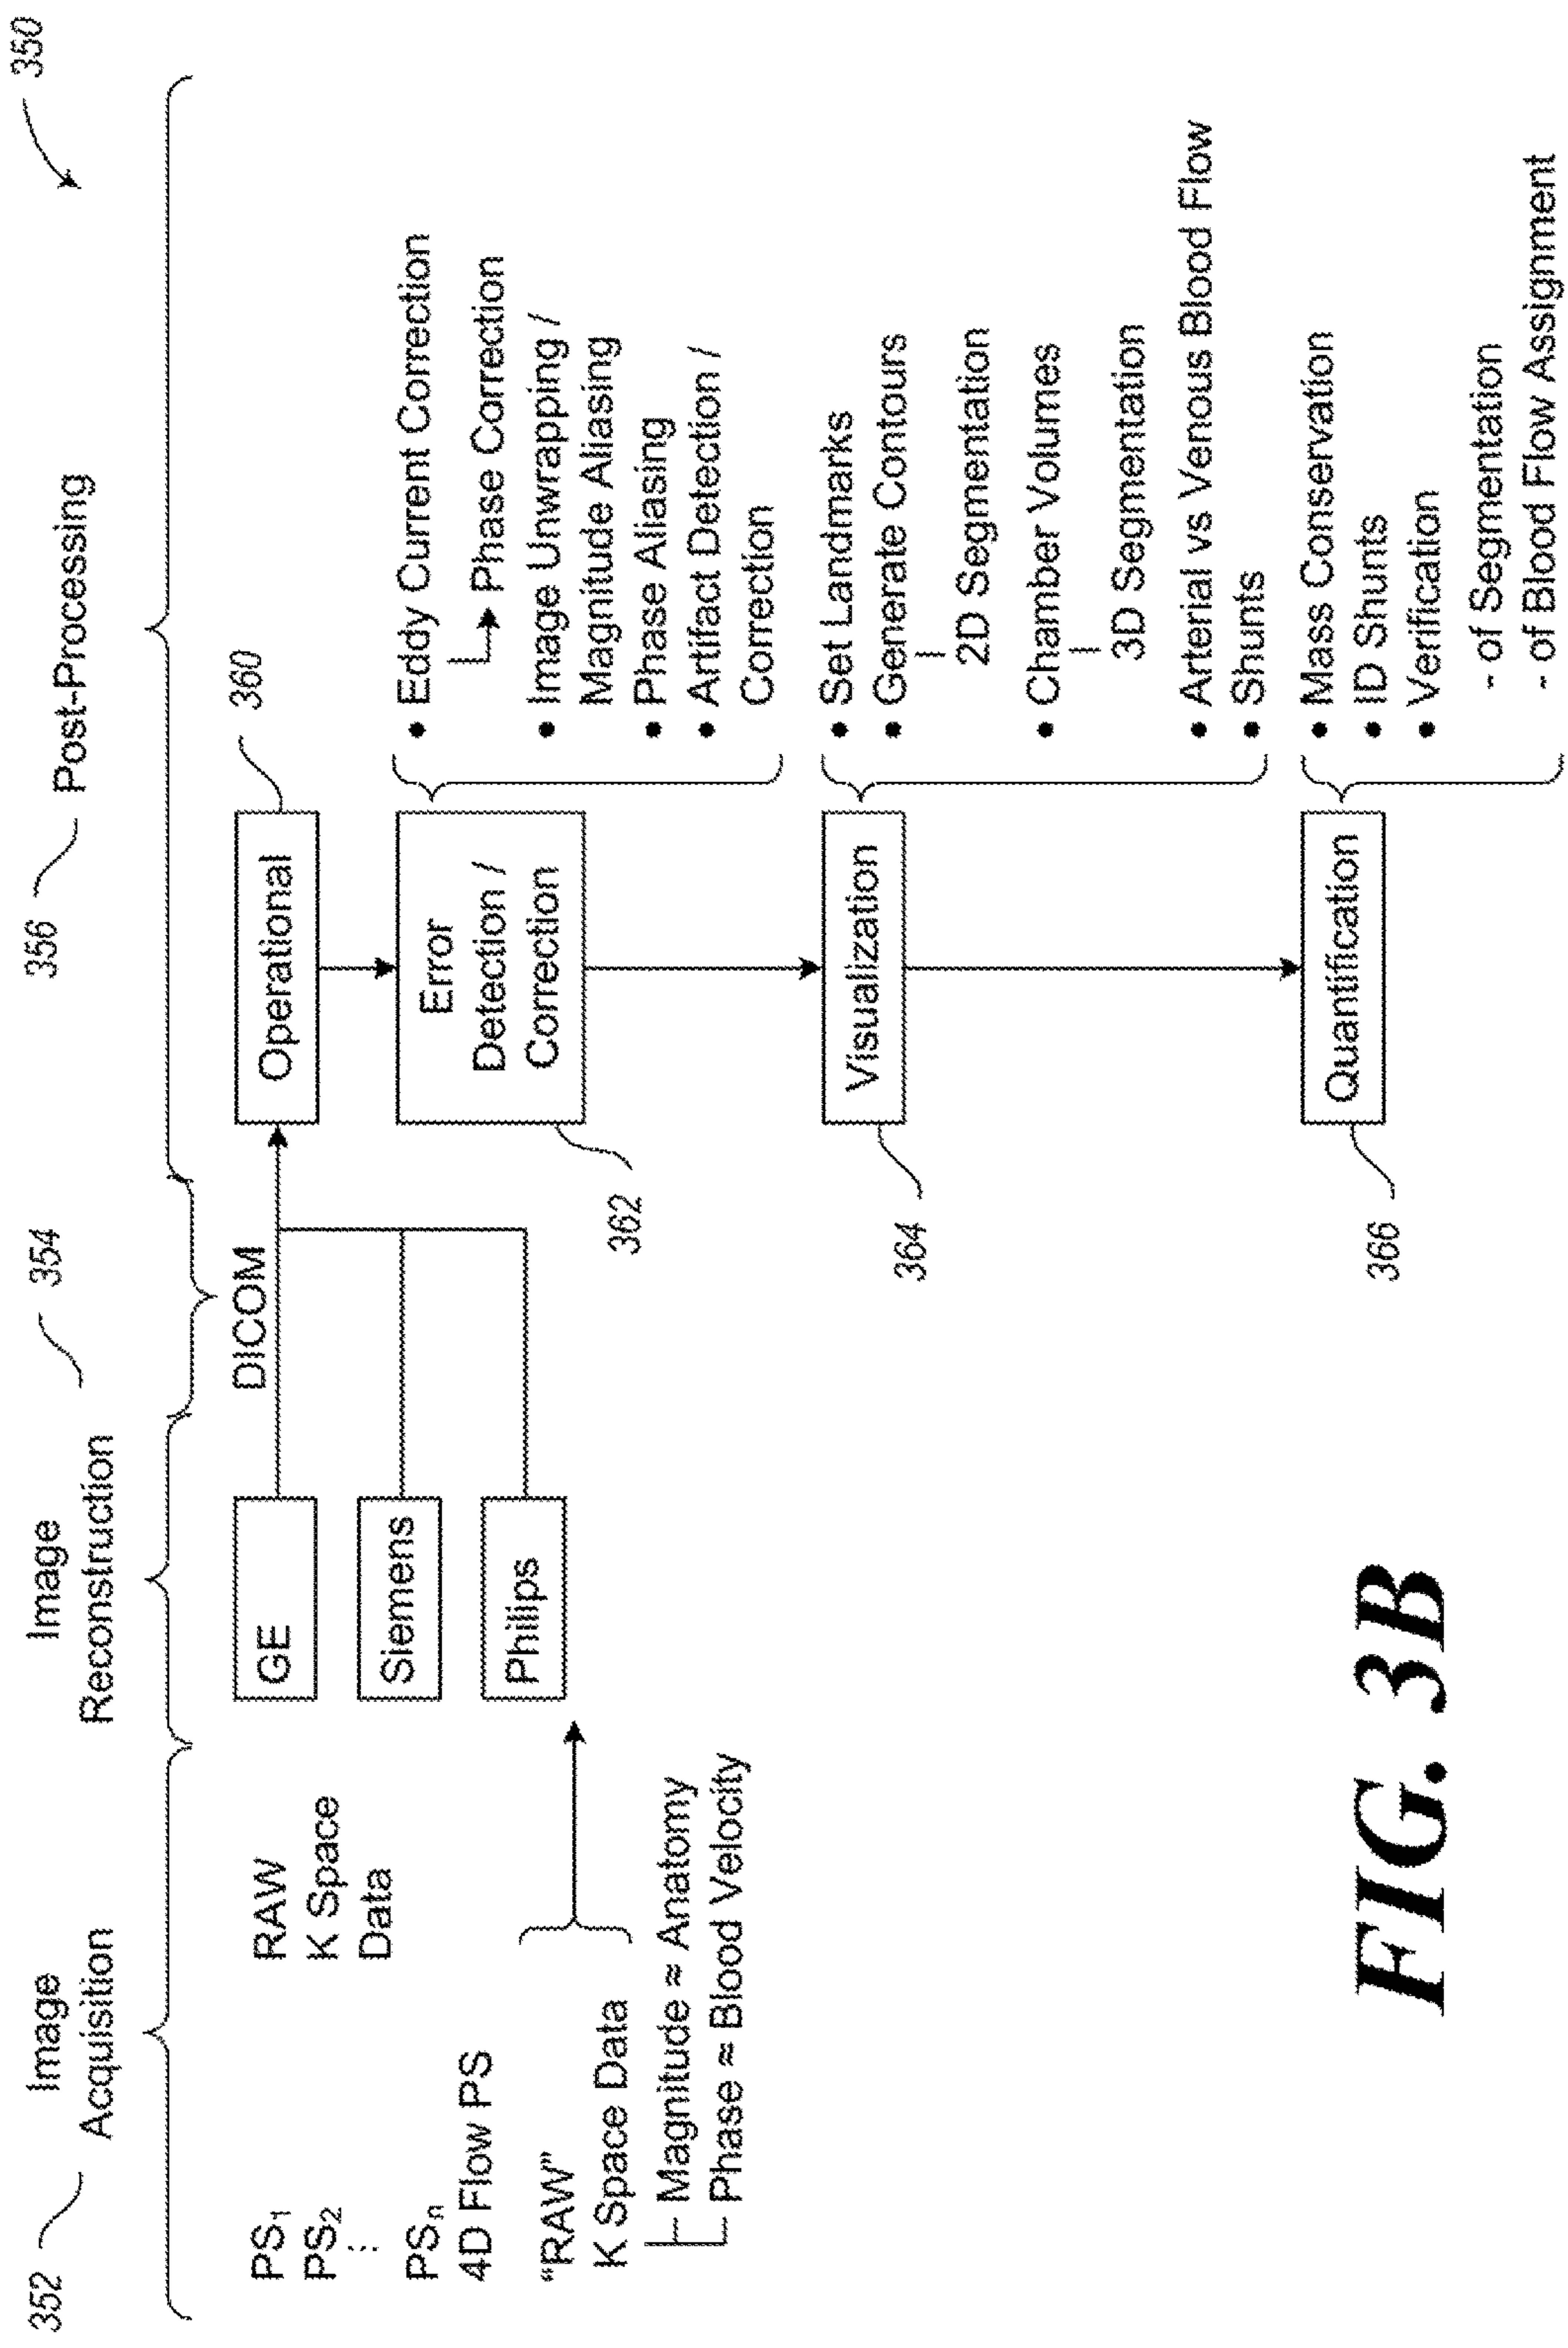 350
352
Image
Acquisition
PS1
PS2
⋮
PSn
4D Flow PS
"RAW"
K Space Data
Magnitude ≈ Anatomy
Phase ≈ Blood Velocity
RAW
K Space
Data
354
Image
Reconstruction
GE
Siemens
Philips
DICOM
356
Post-Processing
360
Operational
362
Error
Detection /
Correction
• Eddy Current Correction
Phase Correction
• Image Unwrapping /
Magnitude Aliasing
• Phase Aliasing
• Artifact Detection /
Correction
364
Visualization
• Set Landmarks
• Generate Contours
2D Segmentation
• Chamber Volumes
3D Segmentation
• Arterial vs Venous Blood Flow
• Shunts
366
Quantification
• Mass Conservation
• ID Shunts
• Verification
- of Segmentation
- of Blood Flow Assignment
FIG. 3B